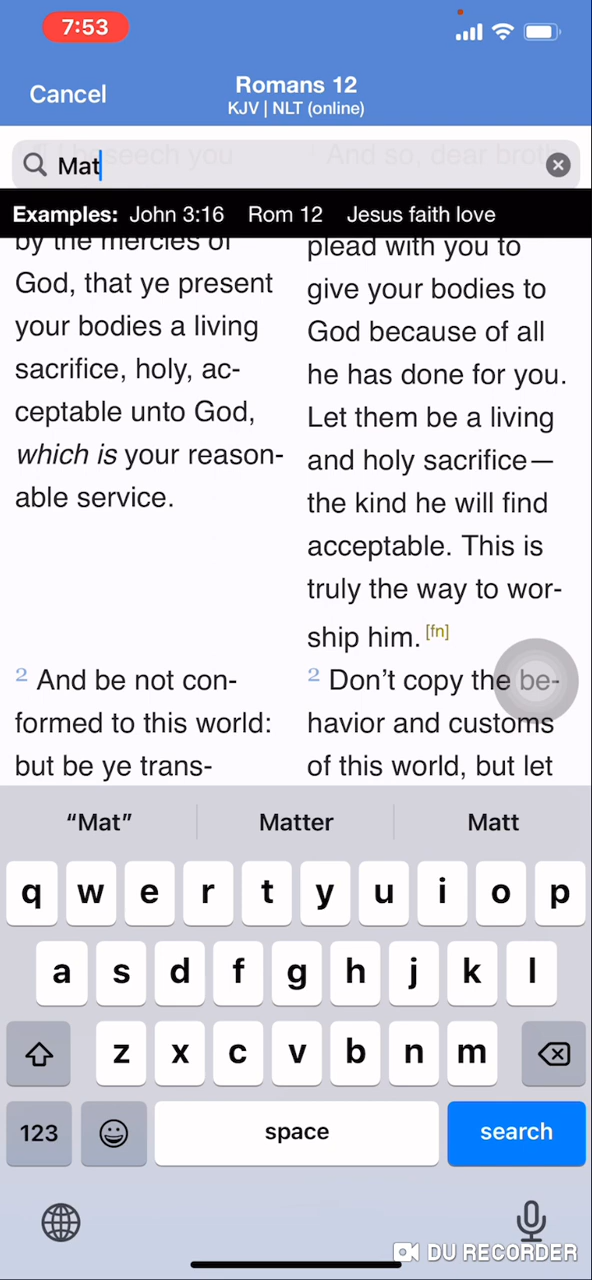 7:53
Cancel
Romans 12
KJV | NLT (online)
I beseech you
And so, dear broth
Mat
Examples: John 3:16 Rom 12 Jesus faith love
by the mercies of
God, that ye present
your bodies a living
sacrifice, holy, ac-
ceptable unto God,
which is your reason-
able service.
2 And be not con-
formed to this world:
but be ye trans-
plead with you to
give your bodies to
God because of all
he has done for you.
Let them be a living
and holy sacrifice—
the kind he will find
acceptable. This is
truly the way to wor-
ship him. [fn]
2 Don’t copy the be-
havior and customs
of this world, but let
“Mat” Matter Matt
q w e r t y u i o p
a s d f g h j k l
z x c v b n m
123 space search
DU RECORDER